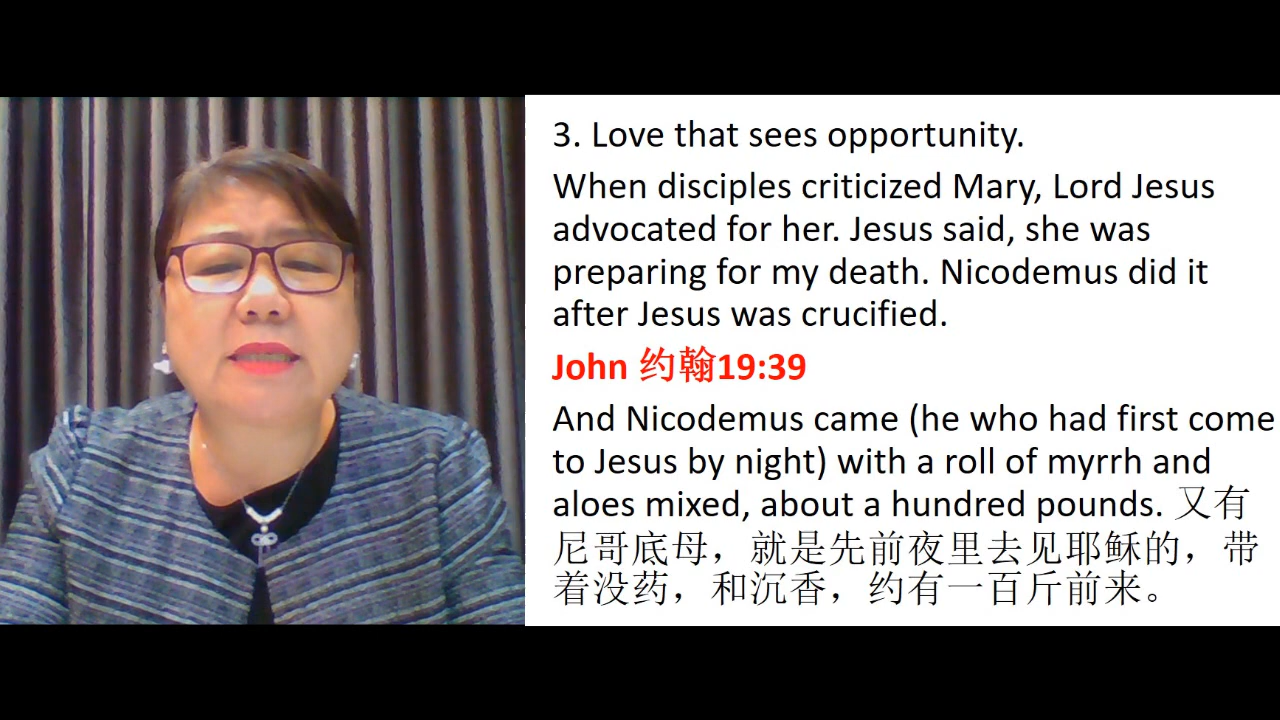 3. Love that sees opportunity.
When disciples criticized Mary, Lord Jesus
advocated for her. Jesus said, she was
preparing for my death. Nicodemus did it
after Jesus was crucified.
John 约翰19:39
And Nicodemus came (he who had first come
to Jesus by night) with a roll of myrrh and
aloes mixed, about a hundred pounds. 又有
尼哥底母，就是先前夜里去见耶稣的，带
着没药，和沉香，约有一百斤前来。